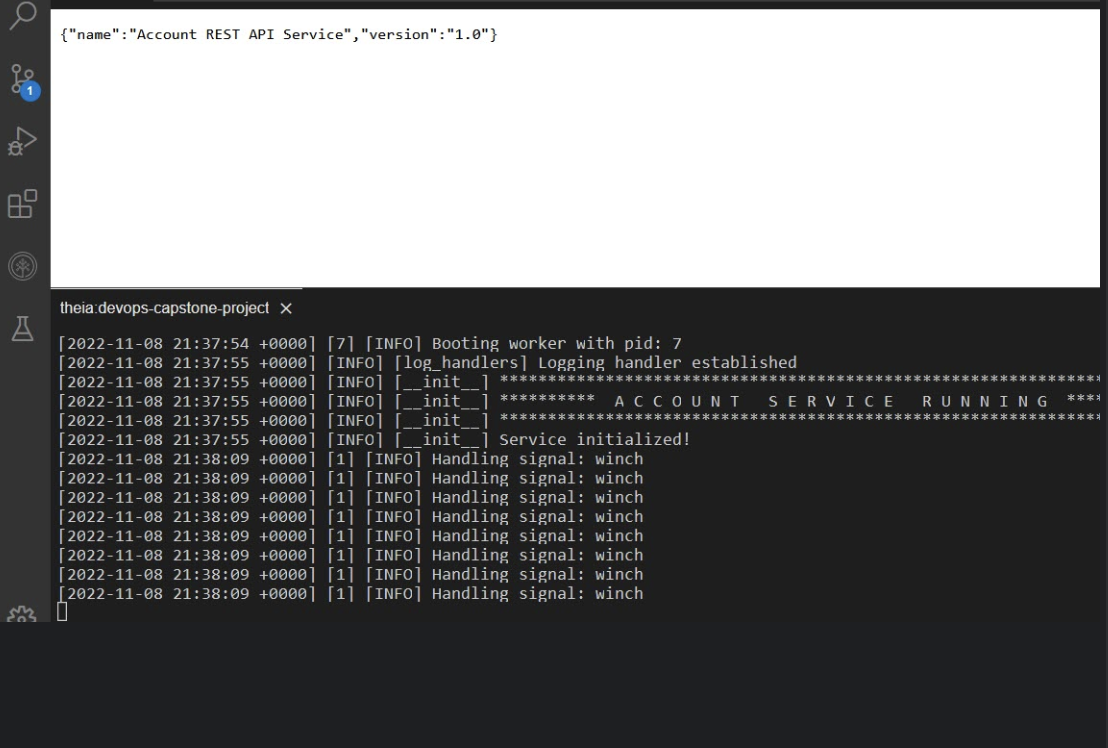 {"name":"Account REST API Service","version":"1.0"}
1
theia:devops-capstone-project ×
[2022-11-08 21:37:54 +0000] [7] [INFO] Booting worker with pid: 7
[2022-11-08 21:37:55 +0000] [INFO] [log_handlers] Logging handler established
[2022-11-08 21:37:55 +0000] [INFO] [__init__] ***************************************************************
[2022-11-08 21:37:55 +0000] [INFO] [__init__] ********** A C C O U N T   S E R V I C E   R U N N I N G ****
[2022-11-08 21:37:55 +0000] [INFO] [__init__] ***************************************************************
[2022-11-08 21:37:55 +0000] [INFO] [__init__] Service initialized!
[2022-11-08 21:38:09 +0000] [1] [INFO] Handling signal: winch
[2022-11-08 21:38:09 +0000] [1] [INFO] Handling signal: winch
[2022-11-08 21:38:09 +0000] [1] [INFO] Handling signal: winch
[2022-11-08 21:38:09 +0000] [1] [INFO] Handling signal: winch
[2022-11-08 21:38:09 +0000] [1] [INFO] Handling signal: winch
[2022-11-08 21:38:09 +0000] [1] [INFO] Handling signal: winch
[2022-11-08 21:38:09 +0000] [1] [INFO] Handling signal: winch
[2022-11-08 21:38:09 +0000] [1] [INFO] Handling signal: winch